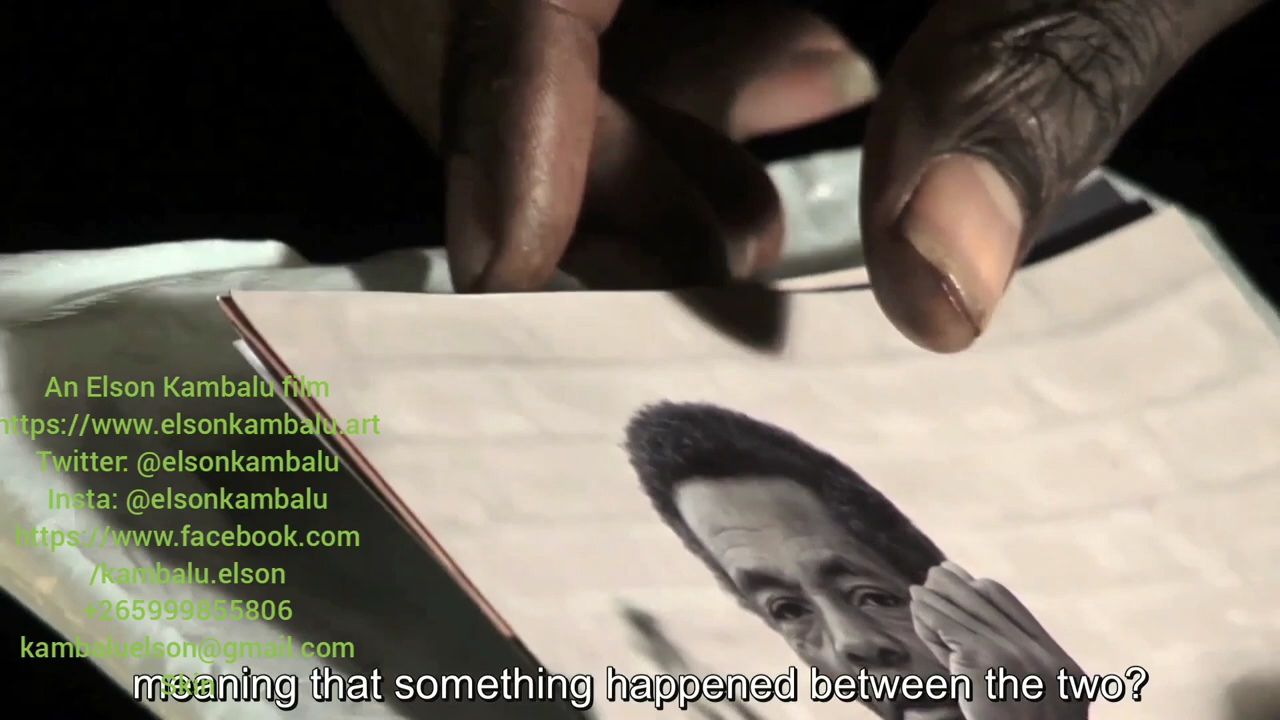 An Elson Kambalu film
https://www.elsonkambalu.art
Twitter: @elsonkambalu
Insta: @elsonkambalu
https://www.facebook.com
/kambalu.elson
+265999855806
kambaluelson@gmail.com
Skin
meaning that something happened between the two?